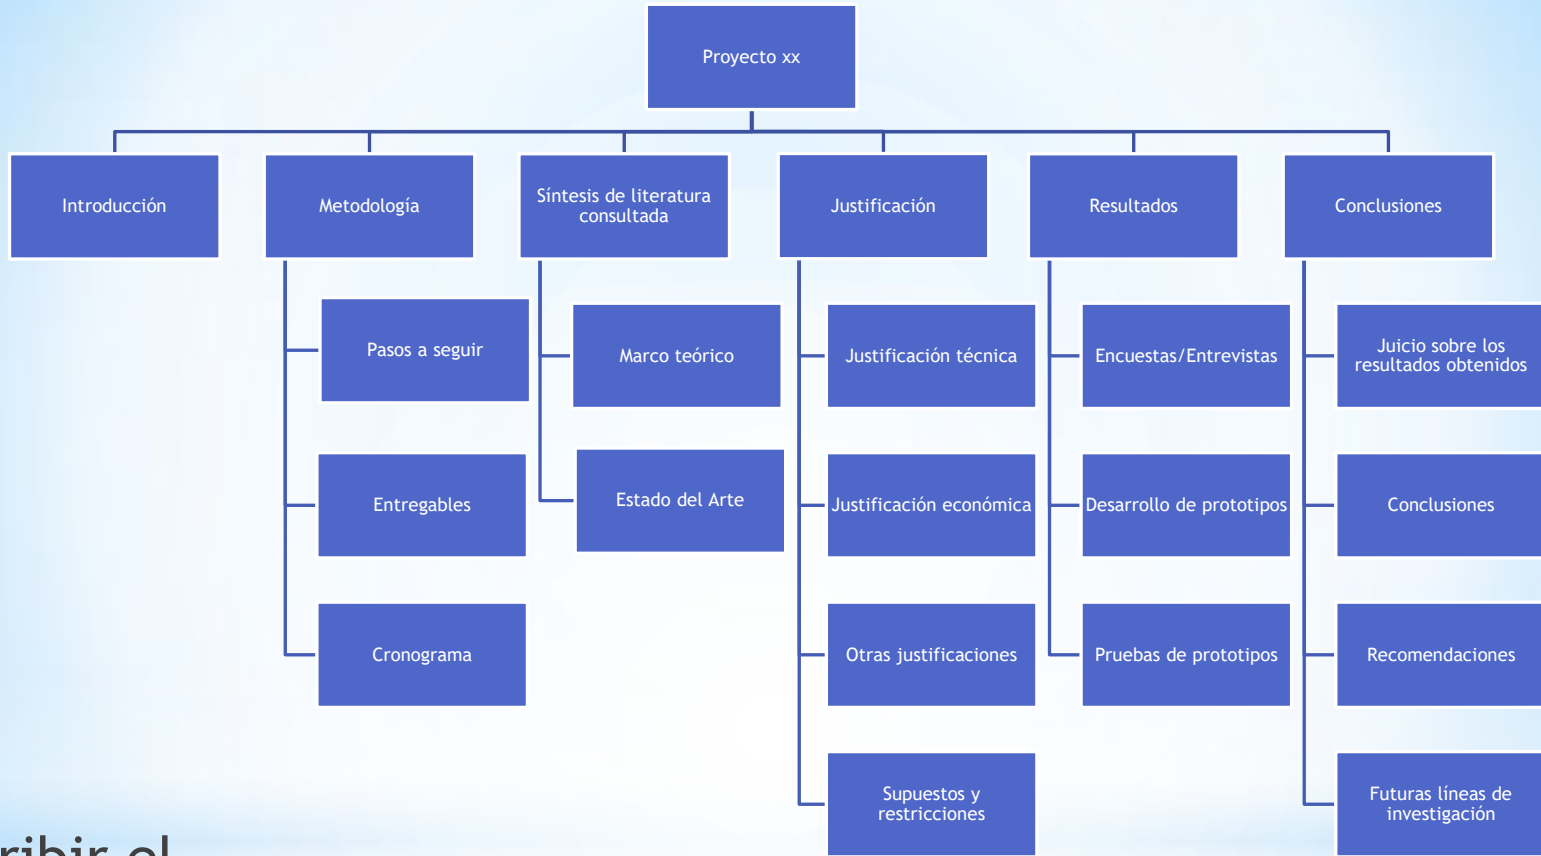 Proyecto xx
Introducción
Metodología
Síntesis de literatura
consultada
Justificación
Resultados
Conclusiones
Pasos a seguir
Entregables
Cronograma
Marco teórico
Estado del Arte
Justificación técnica
Justificación económica
Otras justificaciones
Supuestos y
restricciones
Encuestas/Entrevistas
Desarrollo de prototipos
Pruebas de prototipos
Juicio sobre los
resultados obtenidos
Conclusiones
Recomendaciones
Futuras líneas de
investigación